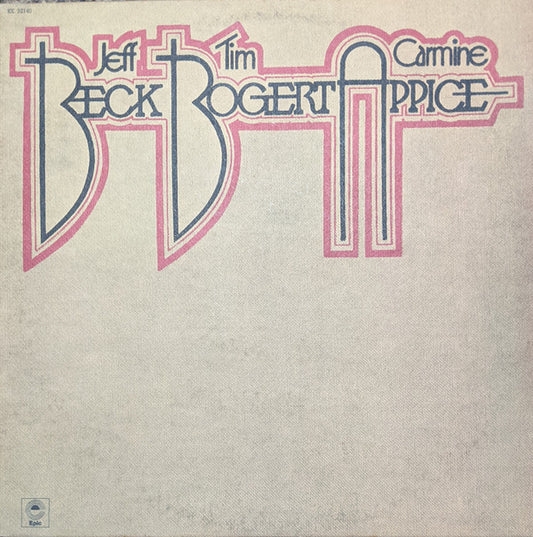 KE 32140
Jeff Tim Carmine
BECK BOGERT APPICE
Epic